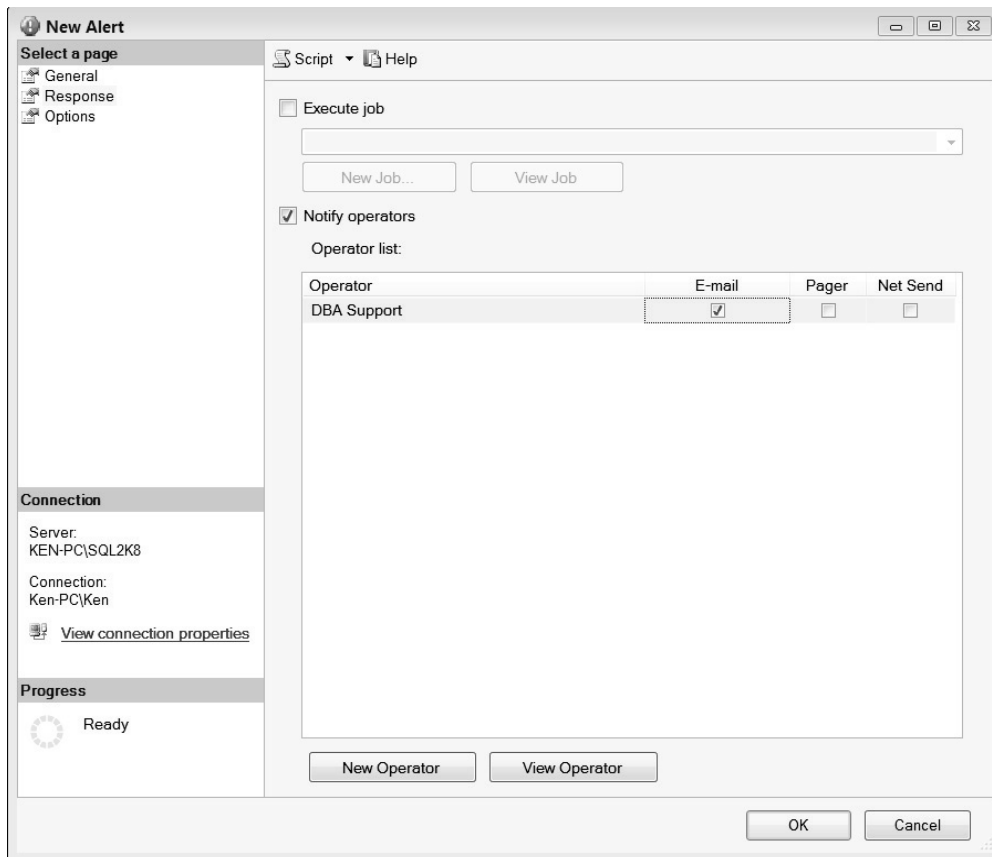 New Alert
Select a page
General
Response
Options
Script Help
Execute job
New Job... View Job
Notify operators
Operator list:
Operator E-mail Pager Net Send
DBA Support
Connection
Server:
KEN-PC\SQL2K8
Connection:
Ken-PC\Ken
View connection properties
Progress
Ready
New Operator View Operator
OK Cancel